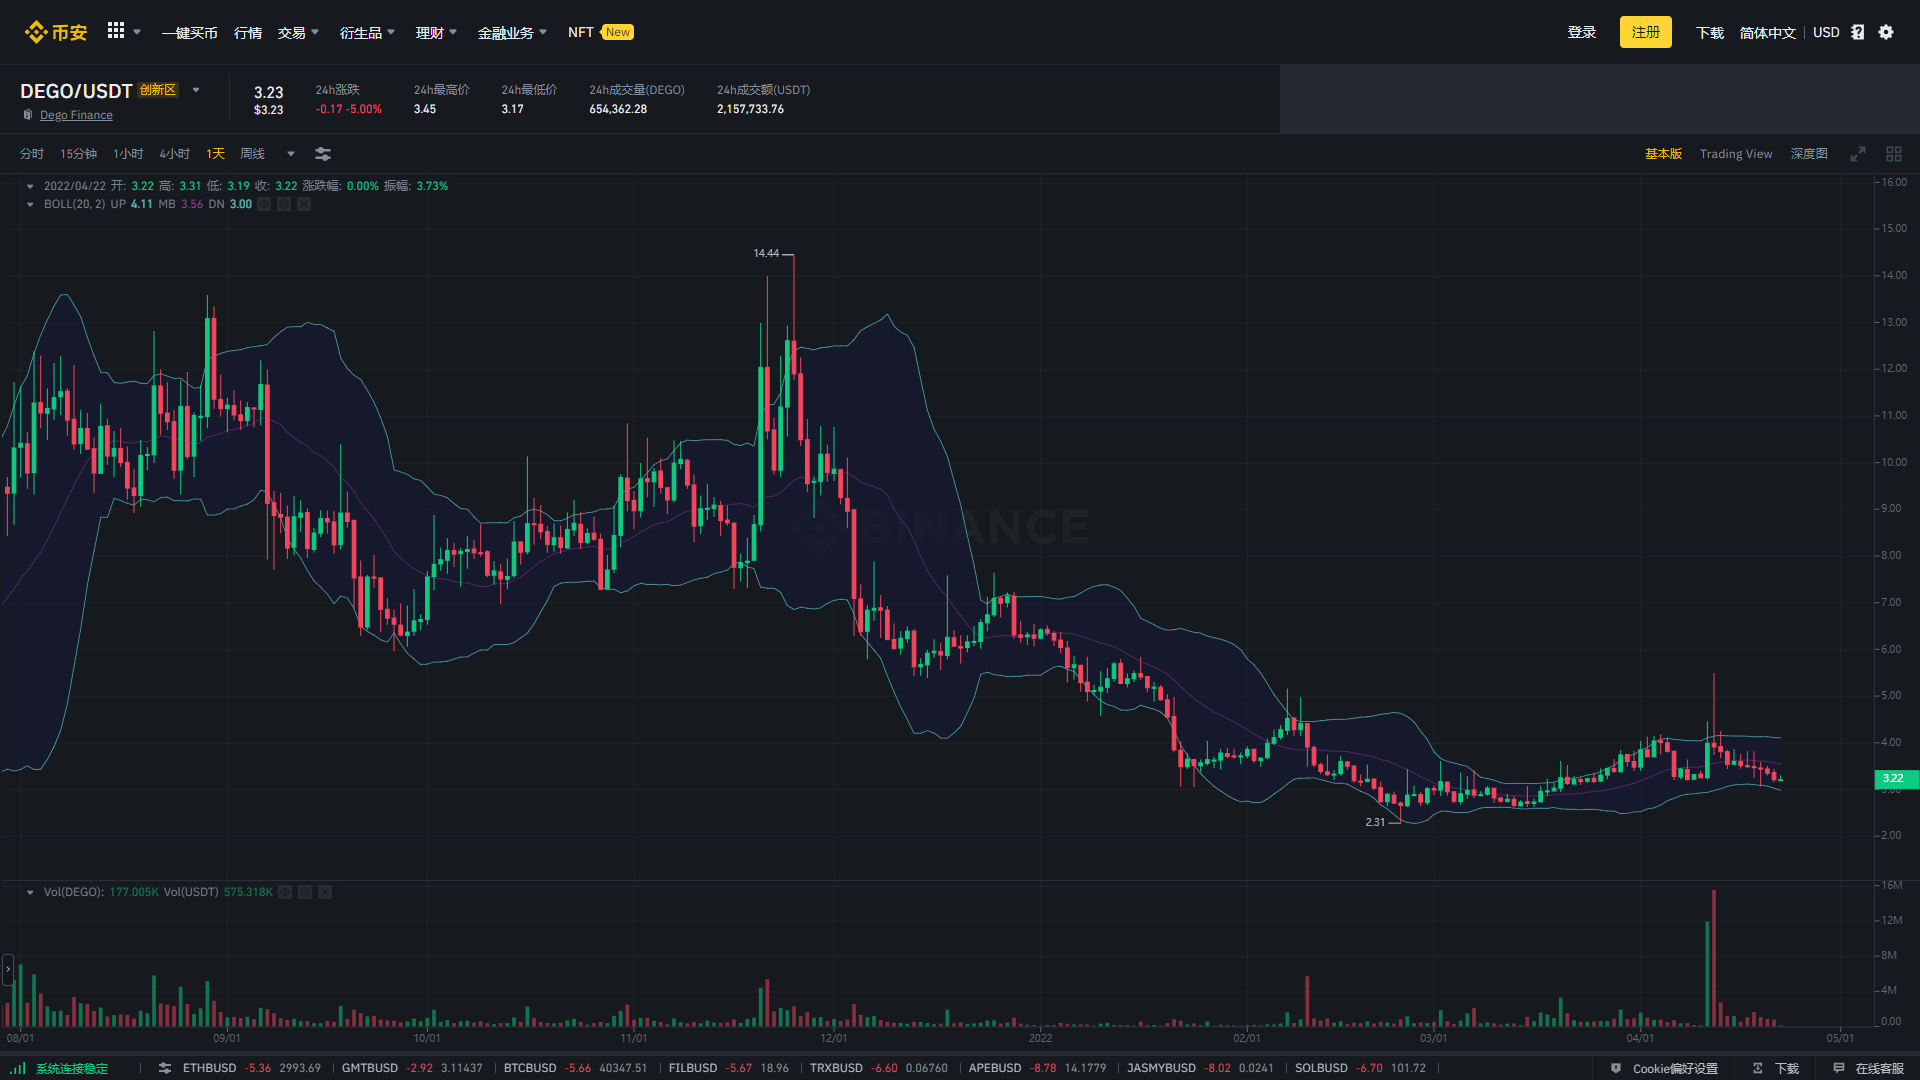 币安 一键买币 行情 交易 衍生品 理财 金融业务 NFT New 登录 注册 下载 简体中文 USD
DEGO/USDT 创新区
Dego Finance
3.23
$3.23
24h涨跌
-0.17 -5.00%
24h最高价
3.45
24h最低价
3.17
24h成交量(DEGO)
654,362.28
24h成交额(USDT)
2,157,733.76
分时 15分钟 1小时 4小时 1天 周线 基本版 Trading View 深度图
2022/04/22 开: 3.22 高: 3.31 低: 3.19 收: 3.22 涨跌幅: 0.00% 振幅: 3.73%
BOLL(20, 2) UP 4.11 MB 3.56 DN 3.00
16.00
15.00
14.44
14.00
13.00
12.00
11.00
10.00
9.00
BINANCE
8.00
7.00
6.00
5.00
4.00
3.22
3.00
2.31
2.00
Vol(DEGO): 177.005K Vol(USDT) 575.318K
16M
12M
8M
4M
0.00
08/01 09/01 10/01 11/01 12/01 2022 02/01 03/01 04/01 05/01
系统连接稳定 ETHBUSD -5.36 2993.69 GMTBUSD -2.92 3.11437 BTCBUSD -5.66 40347.51 FILBUSD -5.67 18.96 TRXBUSD -6.60 0.06760 APEBUSD -8.78 14.1779 JASMYBUSD -8.02 0.0241 SOLBUSD -6.70 101.72 Cookie偏好设置 下载 在线客服